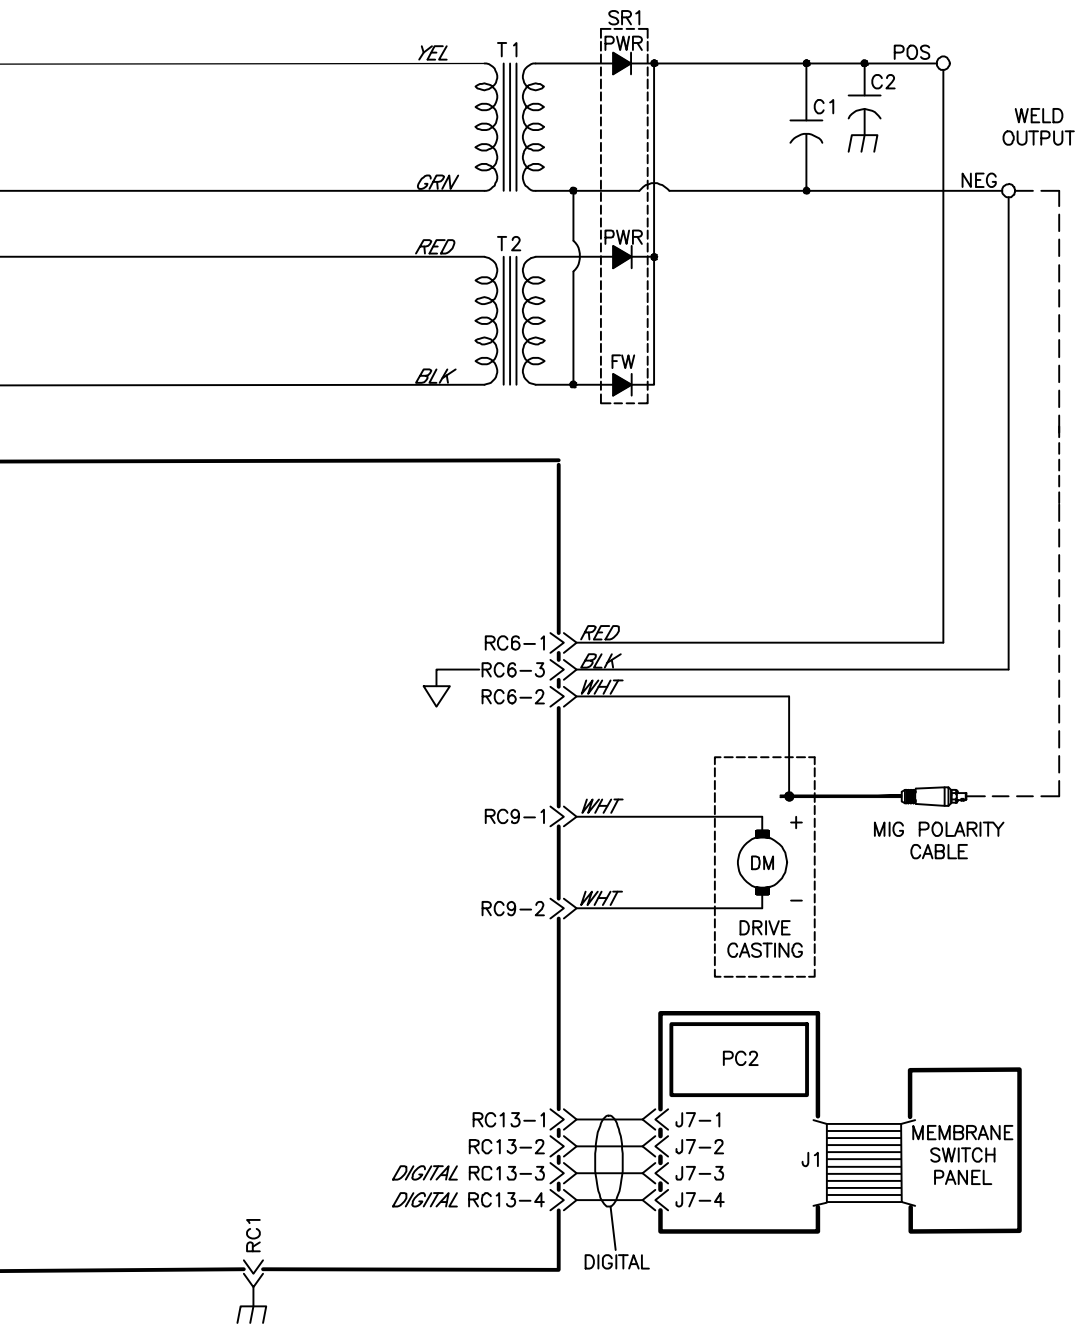 SR1
YEL
T1
PWR
POS
C2
C1
WELD
OUTPUT
GRN
NEG
RED
T2
PWR
FW
BLK
RC6-1
RED
RC6-3
BLK
RC6-2
WHT
RC9-1
WHT
+
MIG POLARITY
CABLE
DM
RC9-2
WHT
-
DRIVE
CASTING
PC2
RC13-1
J7-1
RC13-2
J7-2
DIGITAL RC13-3
J7-3
DIGITAL RC13-4
J7-4
J1
MEMBRANE
SWITCH
PANEL
RC1
DIGITAL